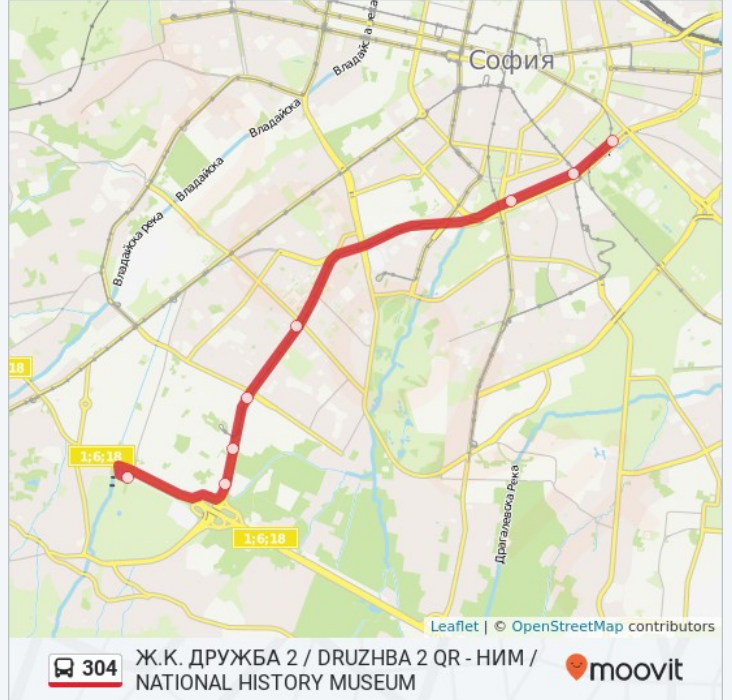 Владайска река
София
Владайска
Владайска
Владайска река
18
1;6;18
1;6;18
Драгалевска Река
Leaflet | © OpenStreetMap contributors
304
Ж.К. ДРУЖБА 2 / DRUZHBA 2 QR - НИМ /
NATIONAL HISTORY MUSEUM
moovit